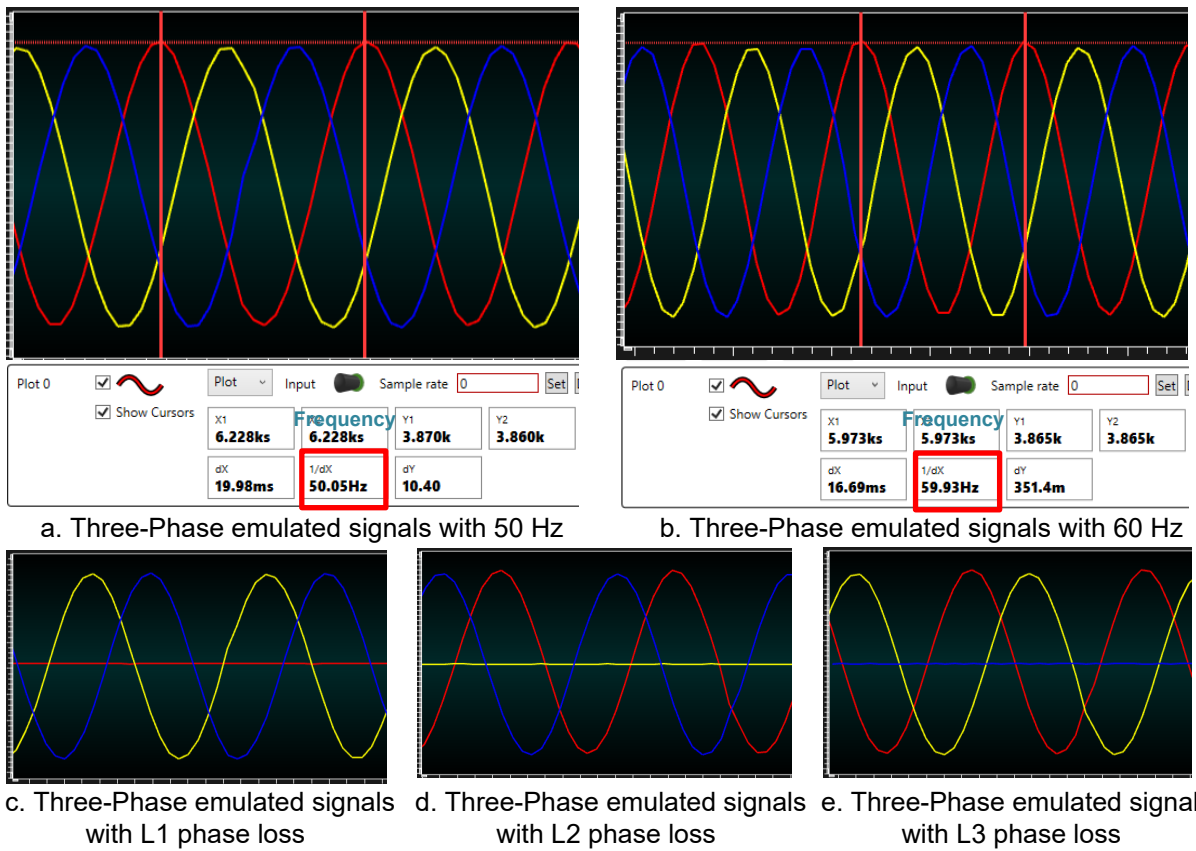 Plot 0
Plot
Input
Sample rate
0
Set
Show Cursors
X1
6.228ks
Frequency
6.228ks
Y1
3.870k
Y2
3.860k
dX
19.98ms
1/dX
50.05Hz
dY
10.40
a. Three-Phase emulated signals with 50 Hz
Plot 0
Plot
Input
Sample rate
0
Set
Show Cursors
X1
5.973ks
Frequency
5.973ks
Y1
3.865k
Y2
3.865k
dX
16.69ms
1/dX
59.93Hz
dY
351.4m
b. Three-Phase emulated signals with 60 Hz
c. Three-Phase emulated signals
with L1 phase loss
d. Three-Phase emulated signals
with L2 phase loss
e. Three-Phase emulated signal
with L3 phase loss